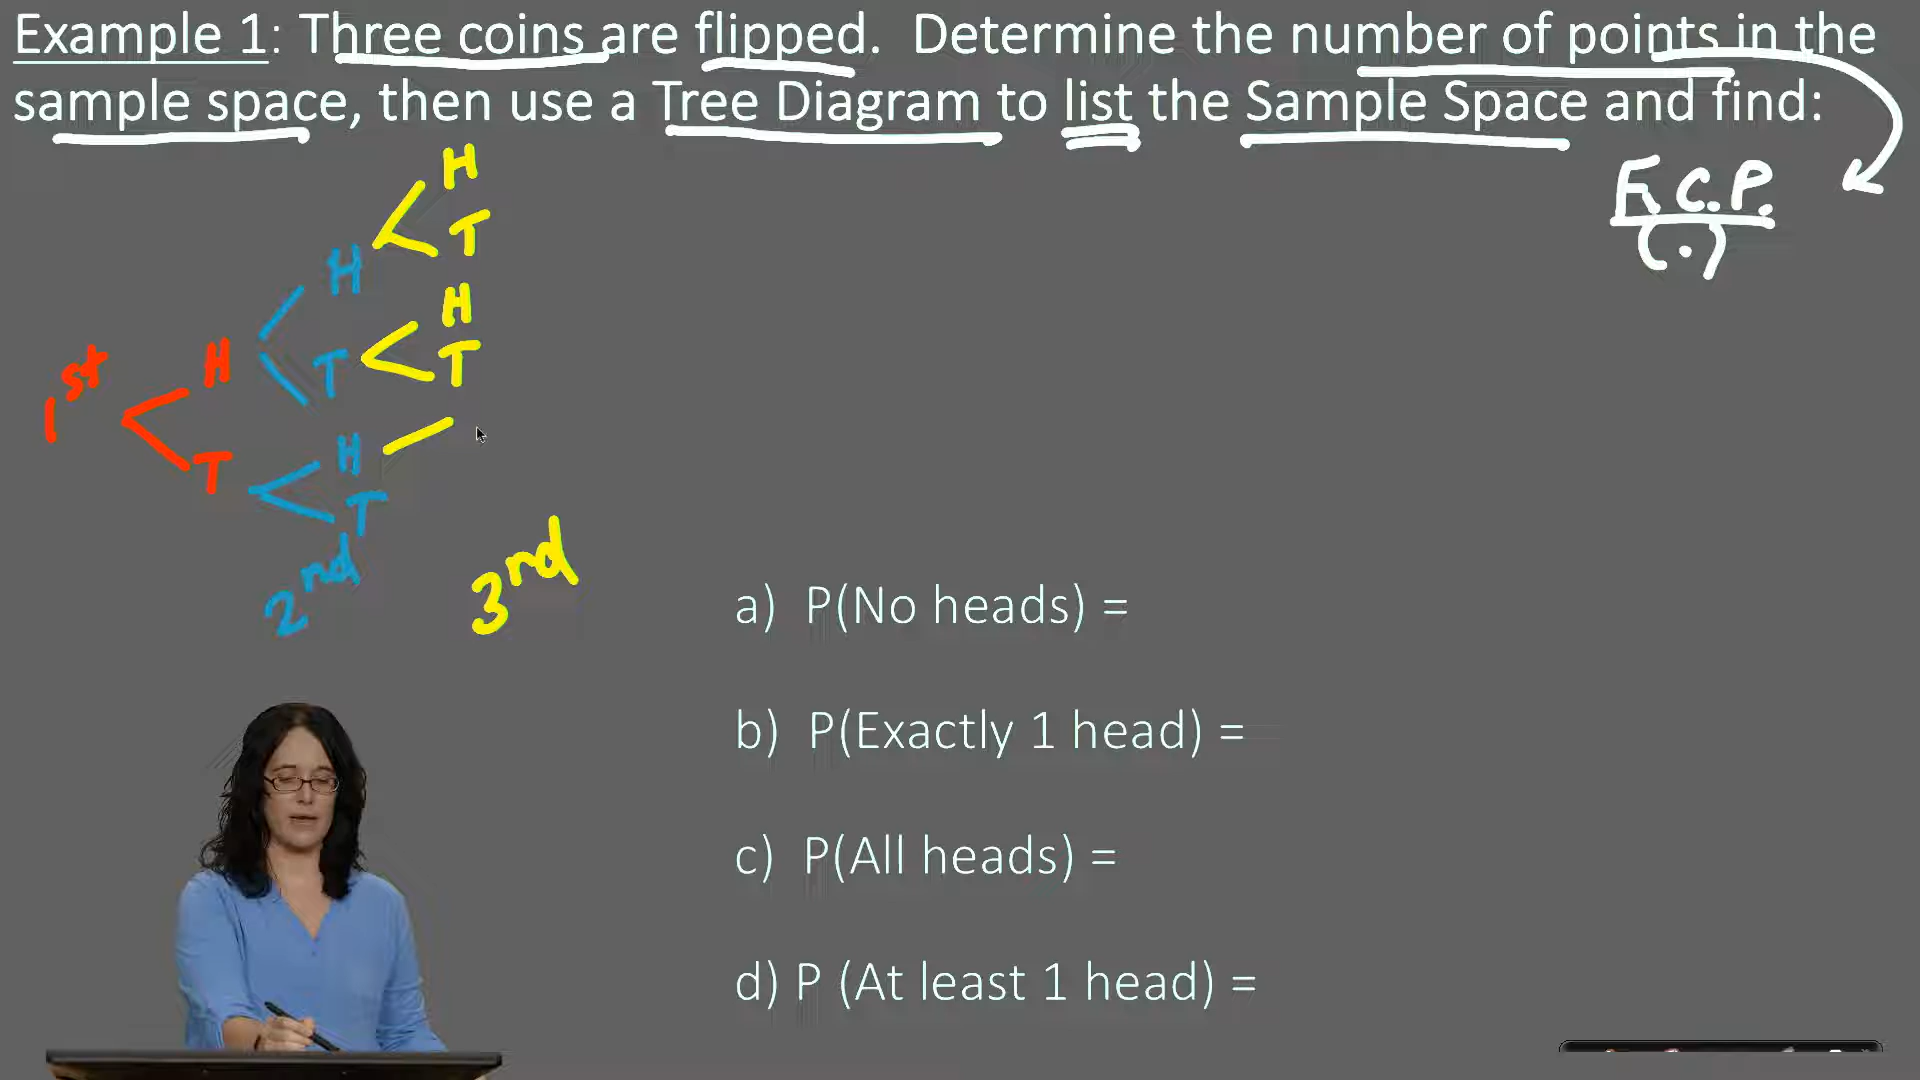 Example 1: Three coins are flipped. Determine the number of points in the
sample space, then use a Tree Diagram to list the Sample Space and find:
F.C.P.
(·)
H
T
H
H
T
T
1st
H
T
H
T
2nd
3nd
a) P(No heads) =
b) P(Exactly 1 head) =
c) P(All heads) =
d) P (At least 1 head) =